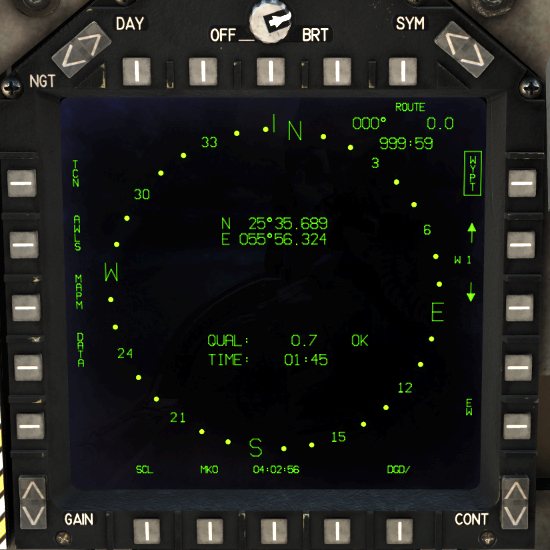 DAY
OFF
BRT
SYM
NGT
ROUTE
000° 0.0
999:59
N
33
3
30
6
W
E
24
12
21
15
S
TCN
AWLS
MAPM
DATA
WYPT
W 1
EW
N 25°35.689
E 055°56.324
QUAL: 0.7 OK
TIME: 01:45
SCL
MKO
04:02:56
DGD/
GAIN
CONT